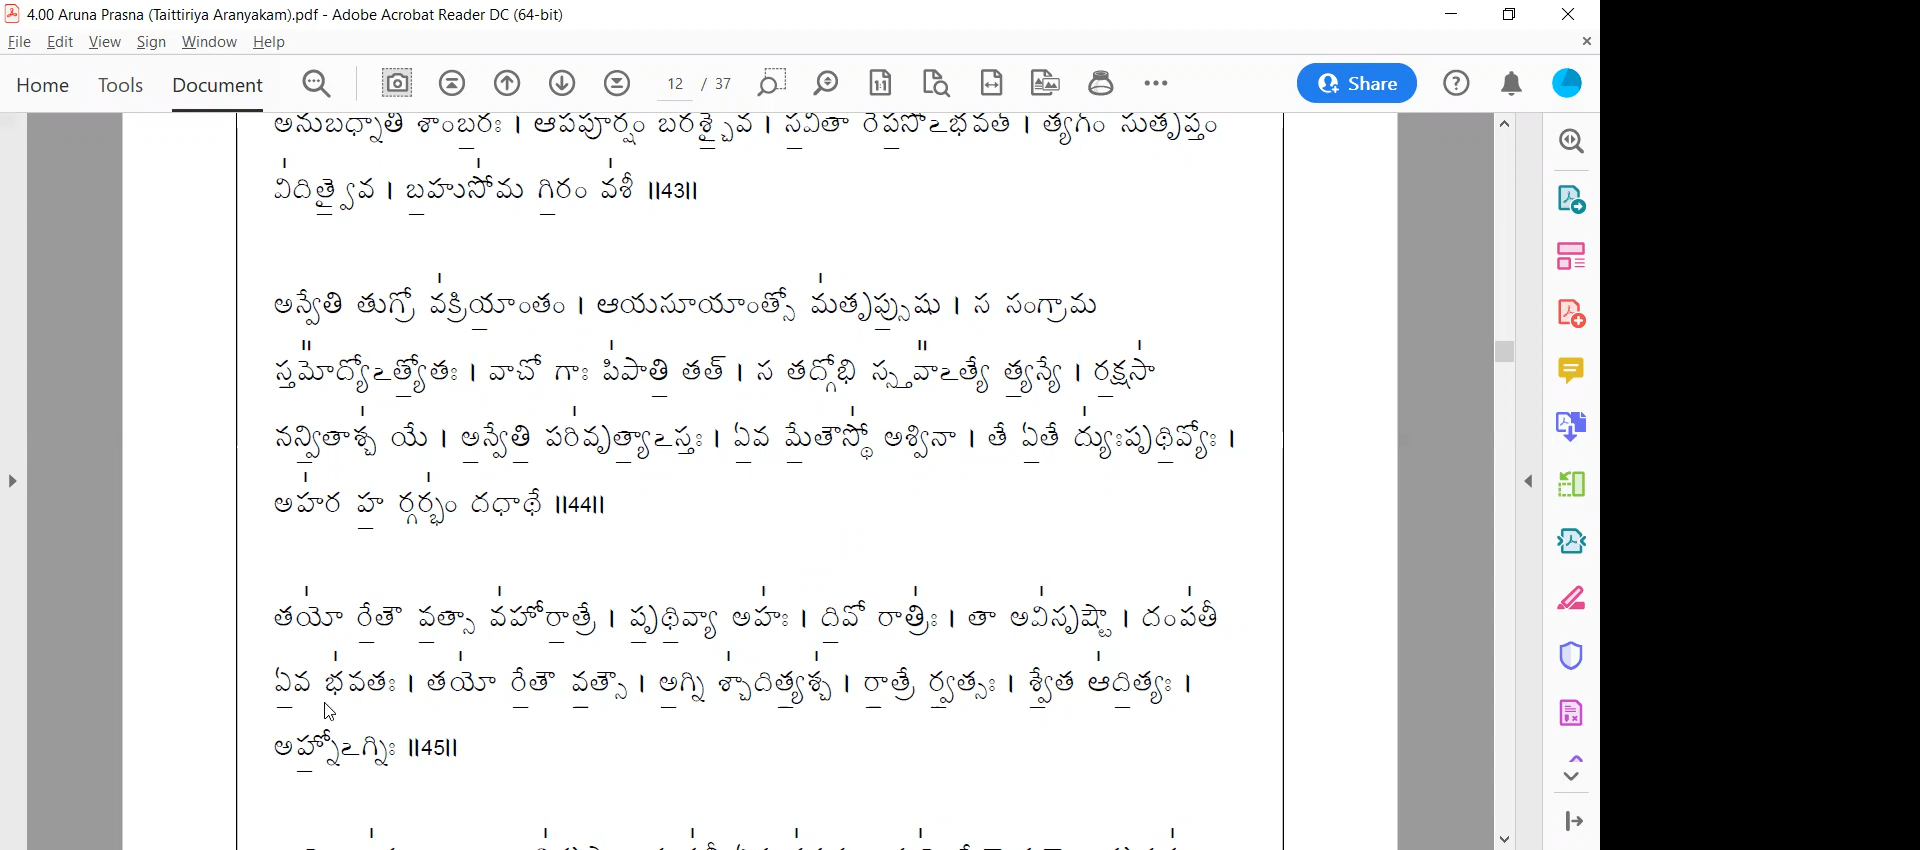 4.00 Aruna Prasna (Taittiriya Aranyakam).pdf - Adobe Acrobat Reader DC (64-bit)
File Edit View Sign Window Help
Home Tools Document 12 / 37 Share
అనుబధ్నాతి శాంబరః । ఆపపూర్షం బరశ్చైవ । సవితా రేపసోఽభవత్ । త్యగ్ం సుతృప్తం
విదిత్వైవ । బహుసోమ గిరం వశీ ॥43॥
అన్వేతి తుగ్రో వక్రియాంతం । ఆయసూయాంత్సో మతృప్సుషు । స సంగ్రామ
స్తమోద్యోఽత్యోతః । వాచో గాః పిపాతి తత్ । స తద్గోభి స్స్తవాఽత్యే త్యన్యే । రక్షసా
నన్వితాశ్చ యే । అన్వేతి పరివృత్యాఽస్తః । ఏవ మేతౌస్థో అశ్వినా । తే ఏతే ద్యుఃపృథివ్యోః ।
అహర హ ర్గర్భం దధాథే ॥44॥
తయో రేతౌ వత్సా వహోరాత్రే । పృథివ్యా అహః । దివో రాత్రిః । తా అవిసృష్టౌ । దంపతీ
ఏవ భవతః । తయో రేతౌ వత్సౌ । అగ్ని శ్చాదిత్యశ్చ । రాత్రే ర్వత్సః । శ్వేత ఆదిత్యః ।
అహ్నోఽగ్నిః ॥45॥